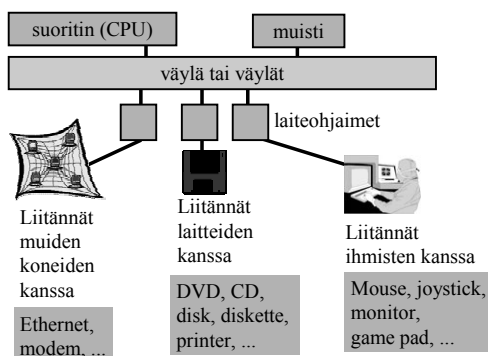 suoritin (CPU)
muisti
väylä tai väylät
laiteohjaimet
Liitännät
muiden
koneiden
kanssa
Ethernet,
modem, ...
Liitännät
laitteiden
kanssa
DVD, CD,
disk, diskette,
printer, ...
Liitännät
ihmisten kanssa
Mouse, joystick,
monitor,
game pad, ...